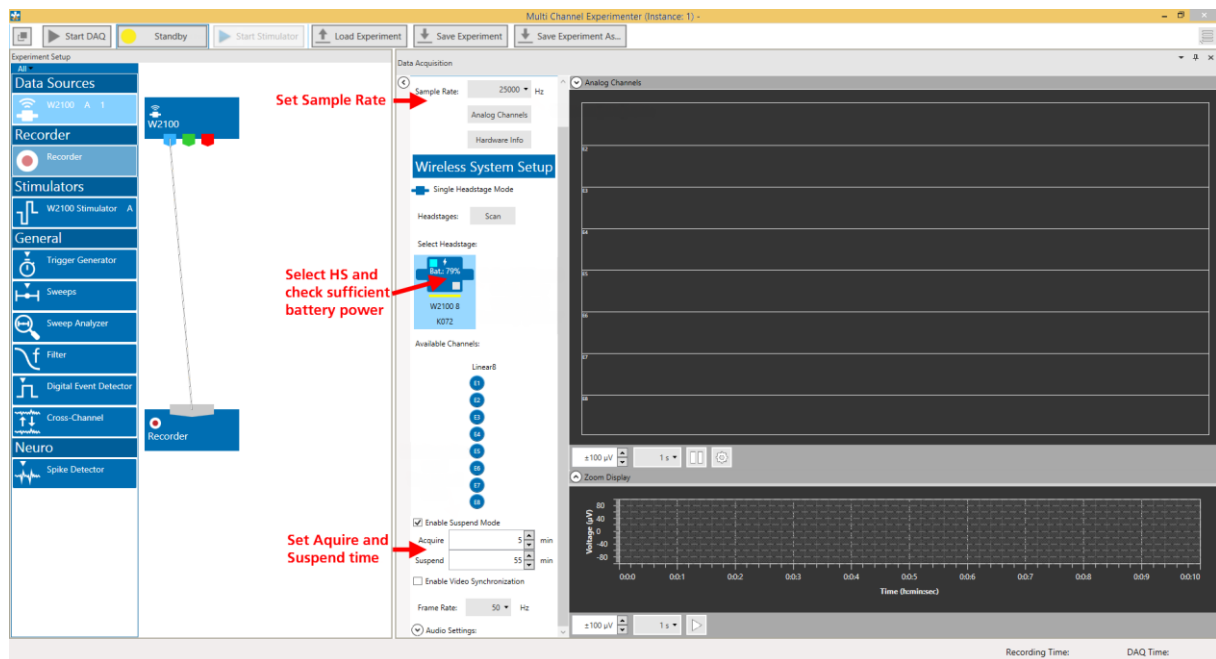 Multi Channel Experimenter (Instance: 1) -
Start DAQ
Standby
Start Stimulator
Load Experiment
Save Experiment
Save Experiment As...
Experiment Setup
All
Data Sources
W2100 A 1
Recorder
Recorder
Stimulators
W2100 Stimulator A
General
Trigger Generator
Sweeps
Sweep Analyzer
Filter
Digital Event Detector
Cross-Channel
Neuro
Spike Detector
W2100
Recorder
Set Sample Rate
Select HS and
check sufficient
battery power
Set Aquire and
Suspend time
Data Acquisition
Sample Rate: 25000 Hz
Analog Channels
Hardware Info
Wireless System Setup
Single Headstage Mode
Headstages: Scan
Select Headstage:
Bat.: 79%
W2100 8
K072
Available Channels:
Linear8
E1
E2
E3
E4
E5
E6
E7
E8
Enable Suspend Mode
Acquire 5 min
Suspend 55 min
Enable Video Synchronization
Frame Rate: 50 Hz
Audio Settings:
Analog Channels
E2
E3
E4
E5
E6
E7
E8
±100 µV 1 s
Zoom Display
Voltage (µV)
80
40
0
-40
-80
0:0:0 0:0:1 0:0:2 0:0:3 0:0:4 0:0:5 0:0:6 0:0:7 0:0:8 0:0:9 0:0:10
Time (h:min:sec)
±100 µV 1 s
Recording Time: DAQ Time: